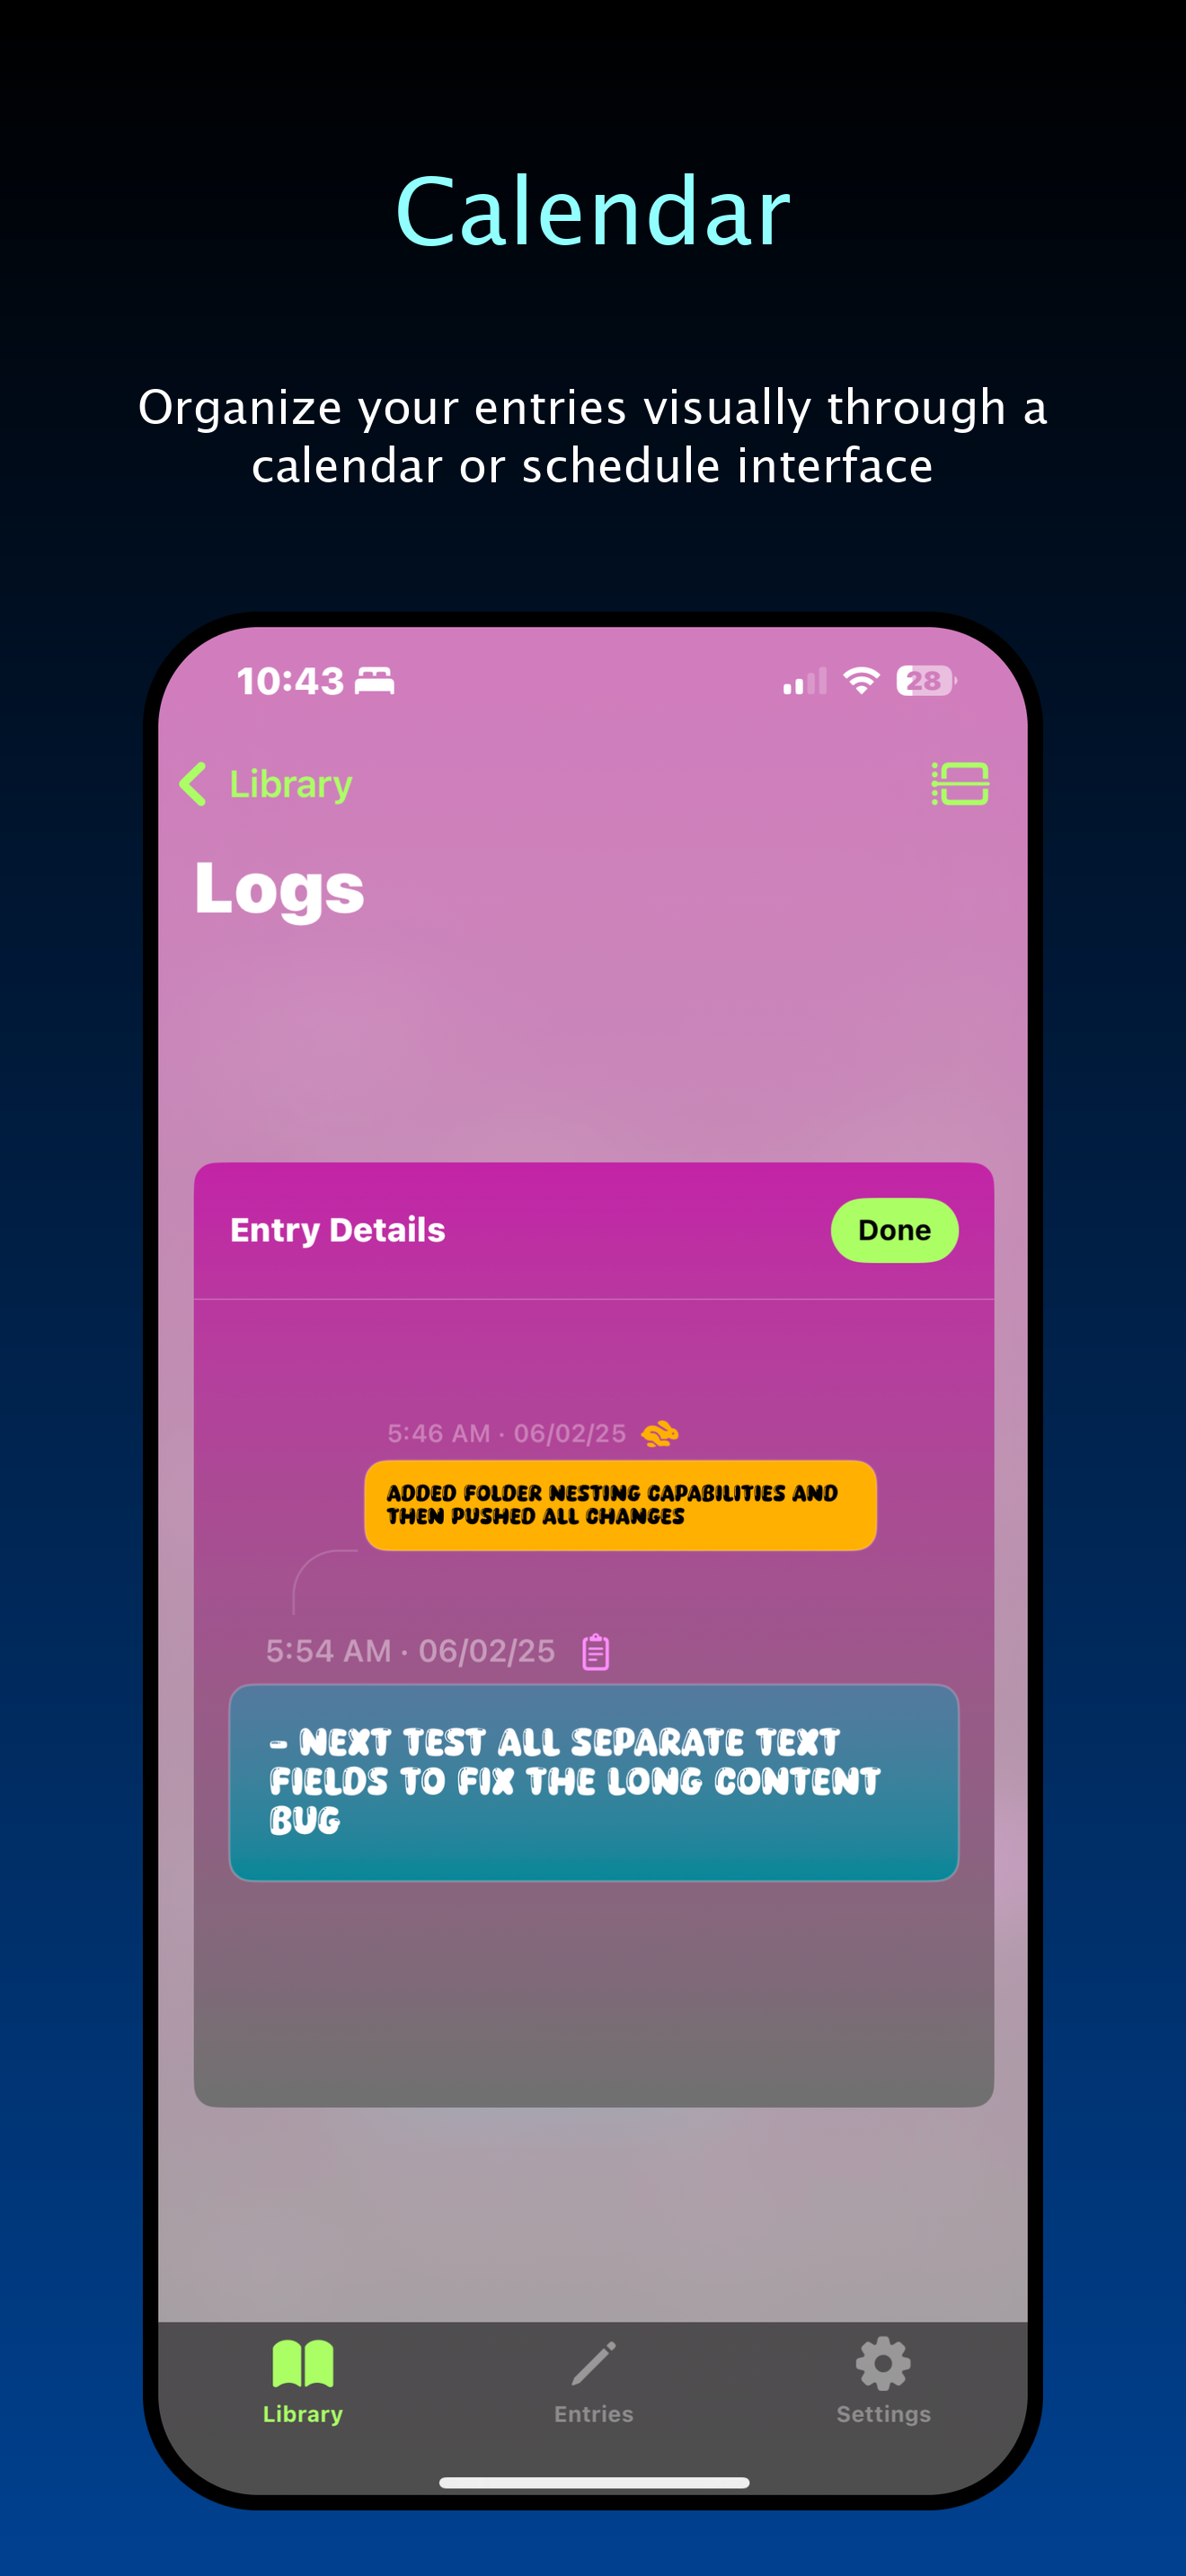 Calendar
Organize your entries visually through a
calendar or schedule interface
10:43
28
Library
Logs
Entry Details
Done
5:46 AM · 06/02/25
ADDED FOLDER NESTING CAPABILITIES AND
THEN PUSHED ALL CHANGES
5:54 AM · 06/02/25
- NEXT TEST ALL SEPARATE TEXT
FIELDS TO FIX THE LONG CONTENT
BUG
Library
Entries
Settings